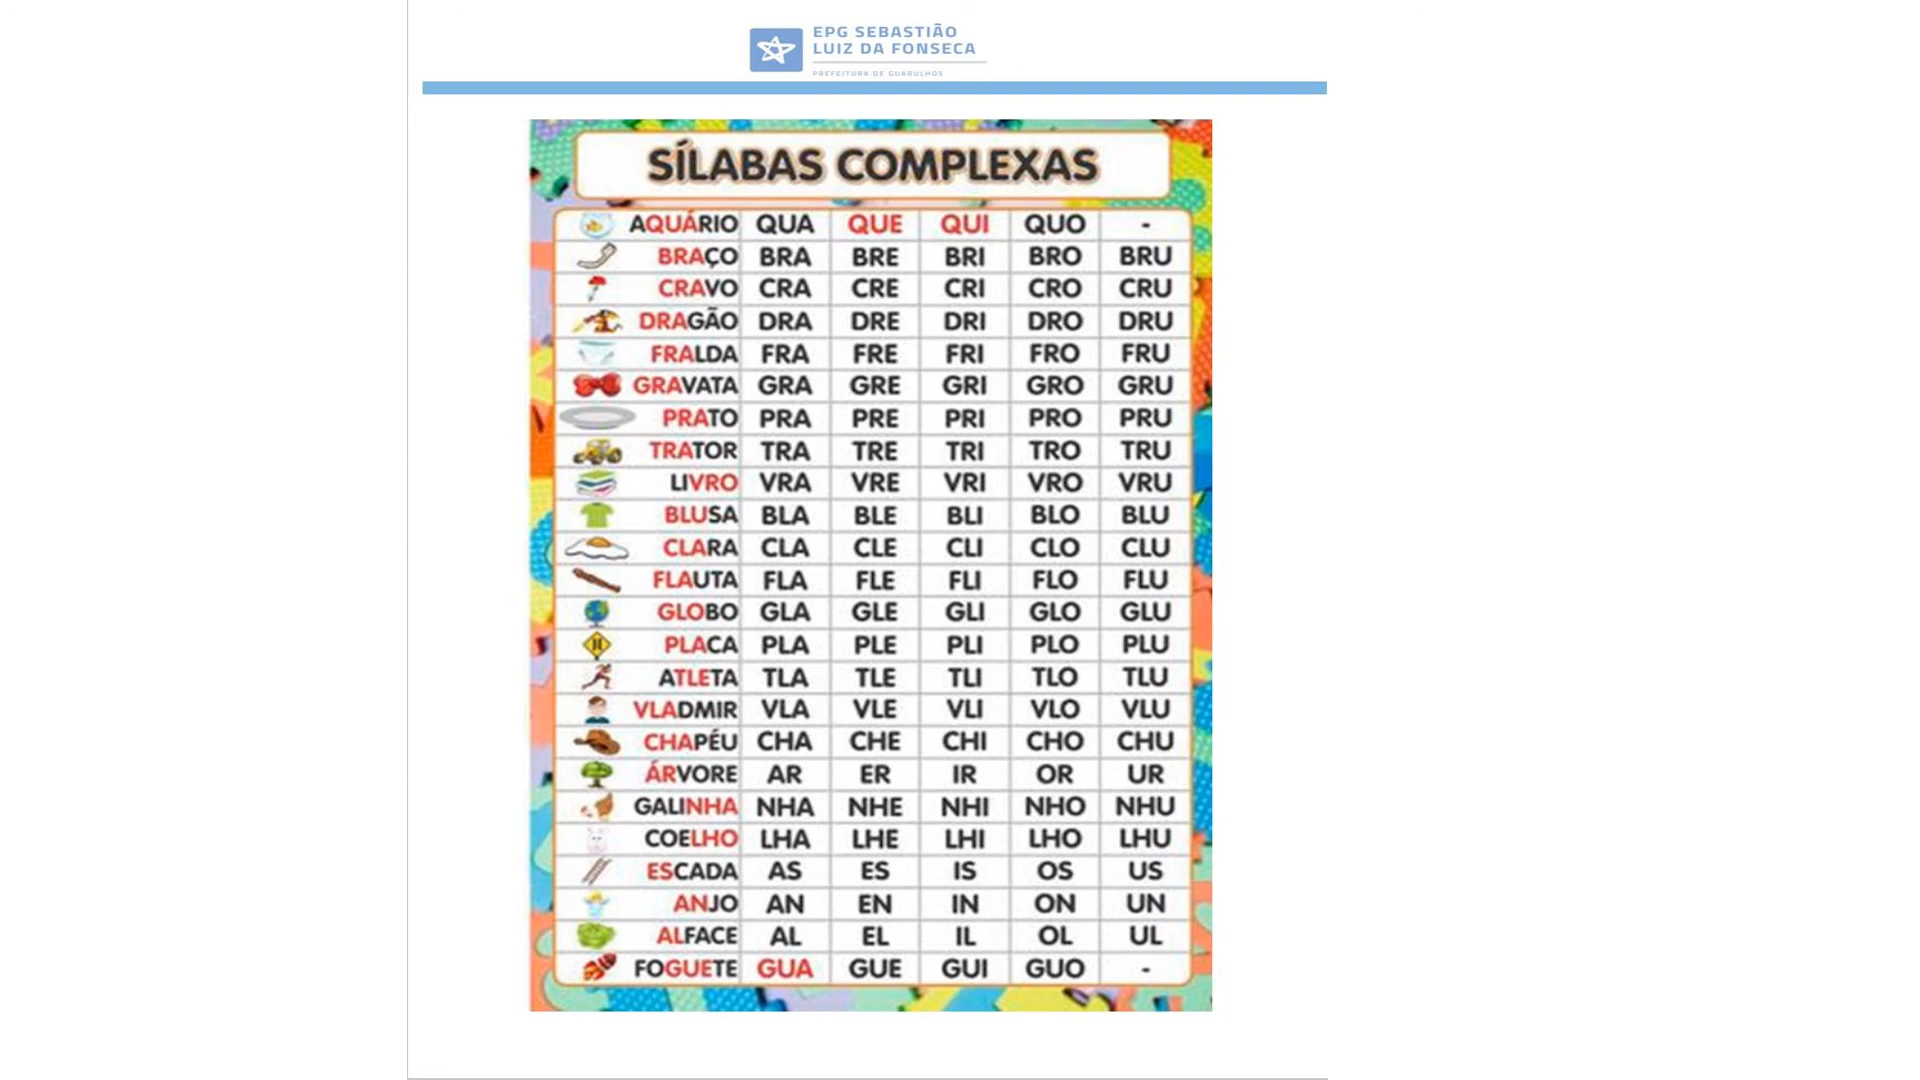 EPG SEBASTIÃO
LUIZ DA FONSECA
PREFEITURA DE GUARULHOS
SÍLABAS COMPLEXAS
AQUÁRIO QUA QUE QUI QUO -
BRAÇO BRA BRE BRI BRO BRU
CRAVO CRA CRE CRI CRO CRU
DRAGÃO DRA DRE DRI DRO DRU
FRALDA FRA FRE FRI FRO FRU
GRAVATA GRA GRE GRI GRO GRU
PRATO PRA PRE PRI PRO PRU
TRATOR TRA TRE TRI TRO TRU
LIVRO VRA VRE VRI VRO VRU
BLUSA BLA BLE BLI BLO BLU
CLARA CLA CLE CLI CLO CLU
FLAUTA FLA FLE FLI FLO FLU
GLOBO GLA GLE GLI GLO GLU
PLACA PLA PLE PLI PLO PLU
ATLETA TLA TLE TLI TLO TLU
VLADMIR VLA VLE VLI VLO VLU
CHAPÉU CHA CHE CHI CHO CHU
ÁRVORE AR ER IR OR UR
GALINHA NHA NHE NHI NHO NHU
COELHO LHA LHE LHI LHO LHU
ESCADA AS ES IS OS US
ANJO AN EN IN ON UN
ALFACE AL EL IL OL UL
FOGUETE GUA GUE GUI GUO -